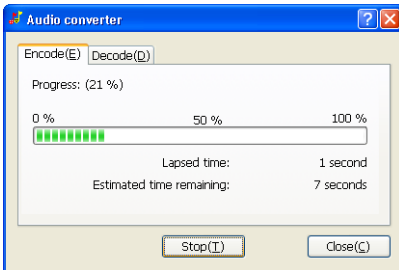 Audio converter
Encode(E) Decode(D)
Progress: (21 %)
0 % 50 % 100 %
Lapsed time: 1 second
Estimated time remaining: 7 seconds
Stop(T) Close(C)